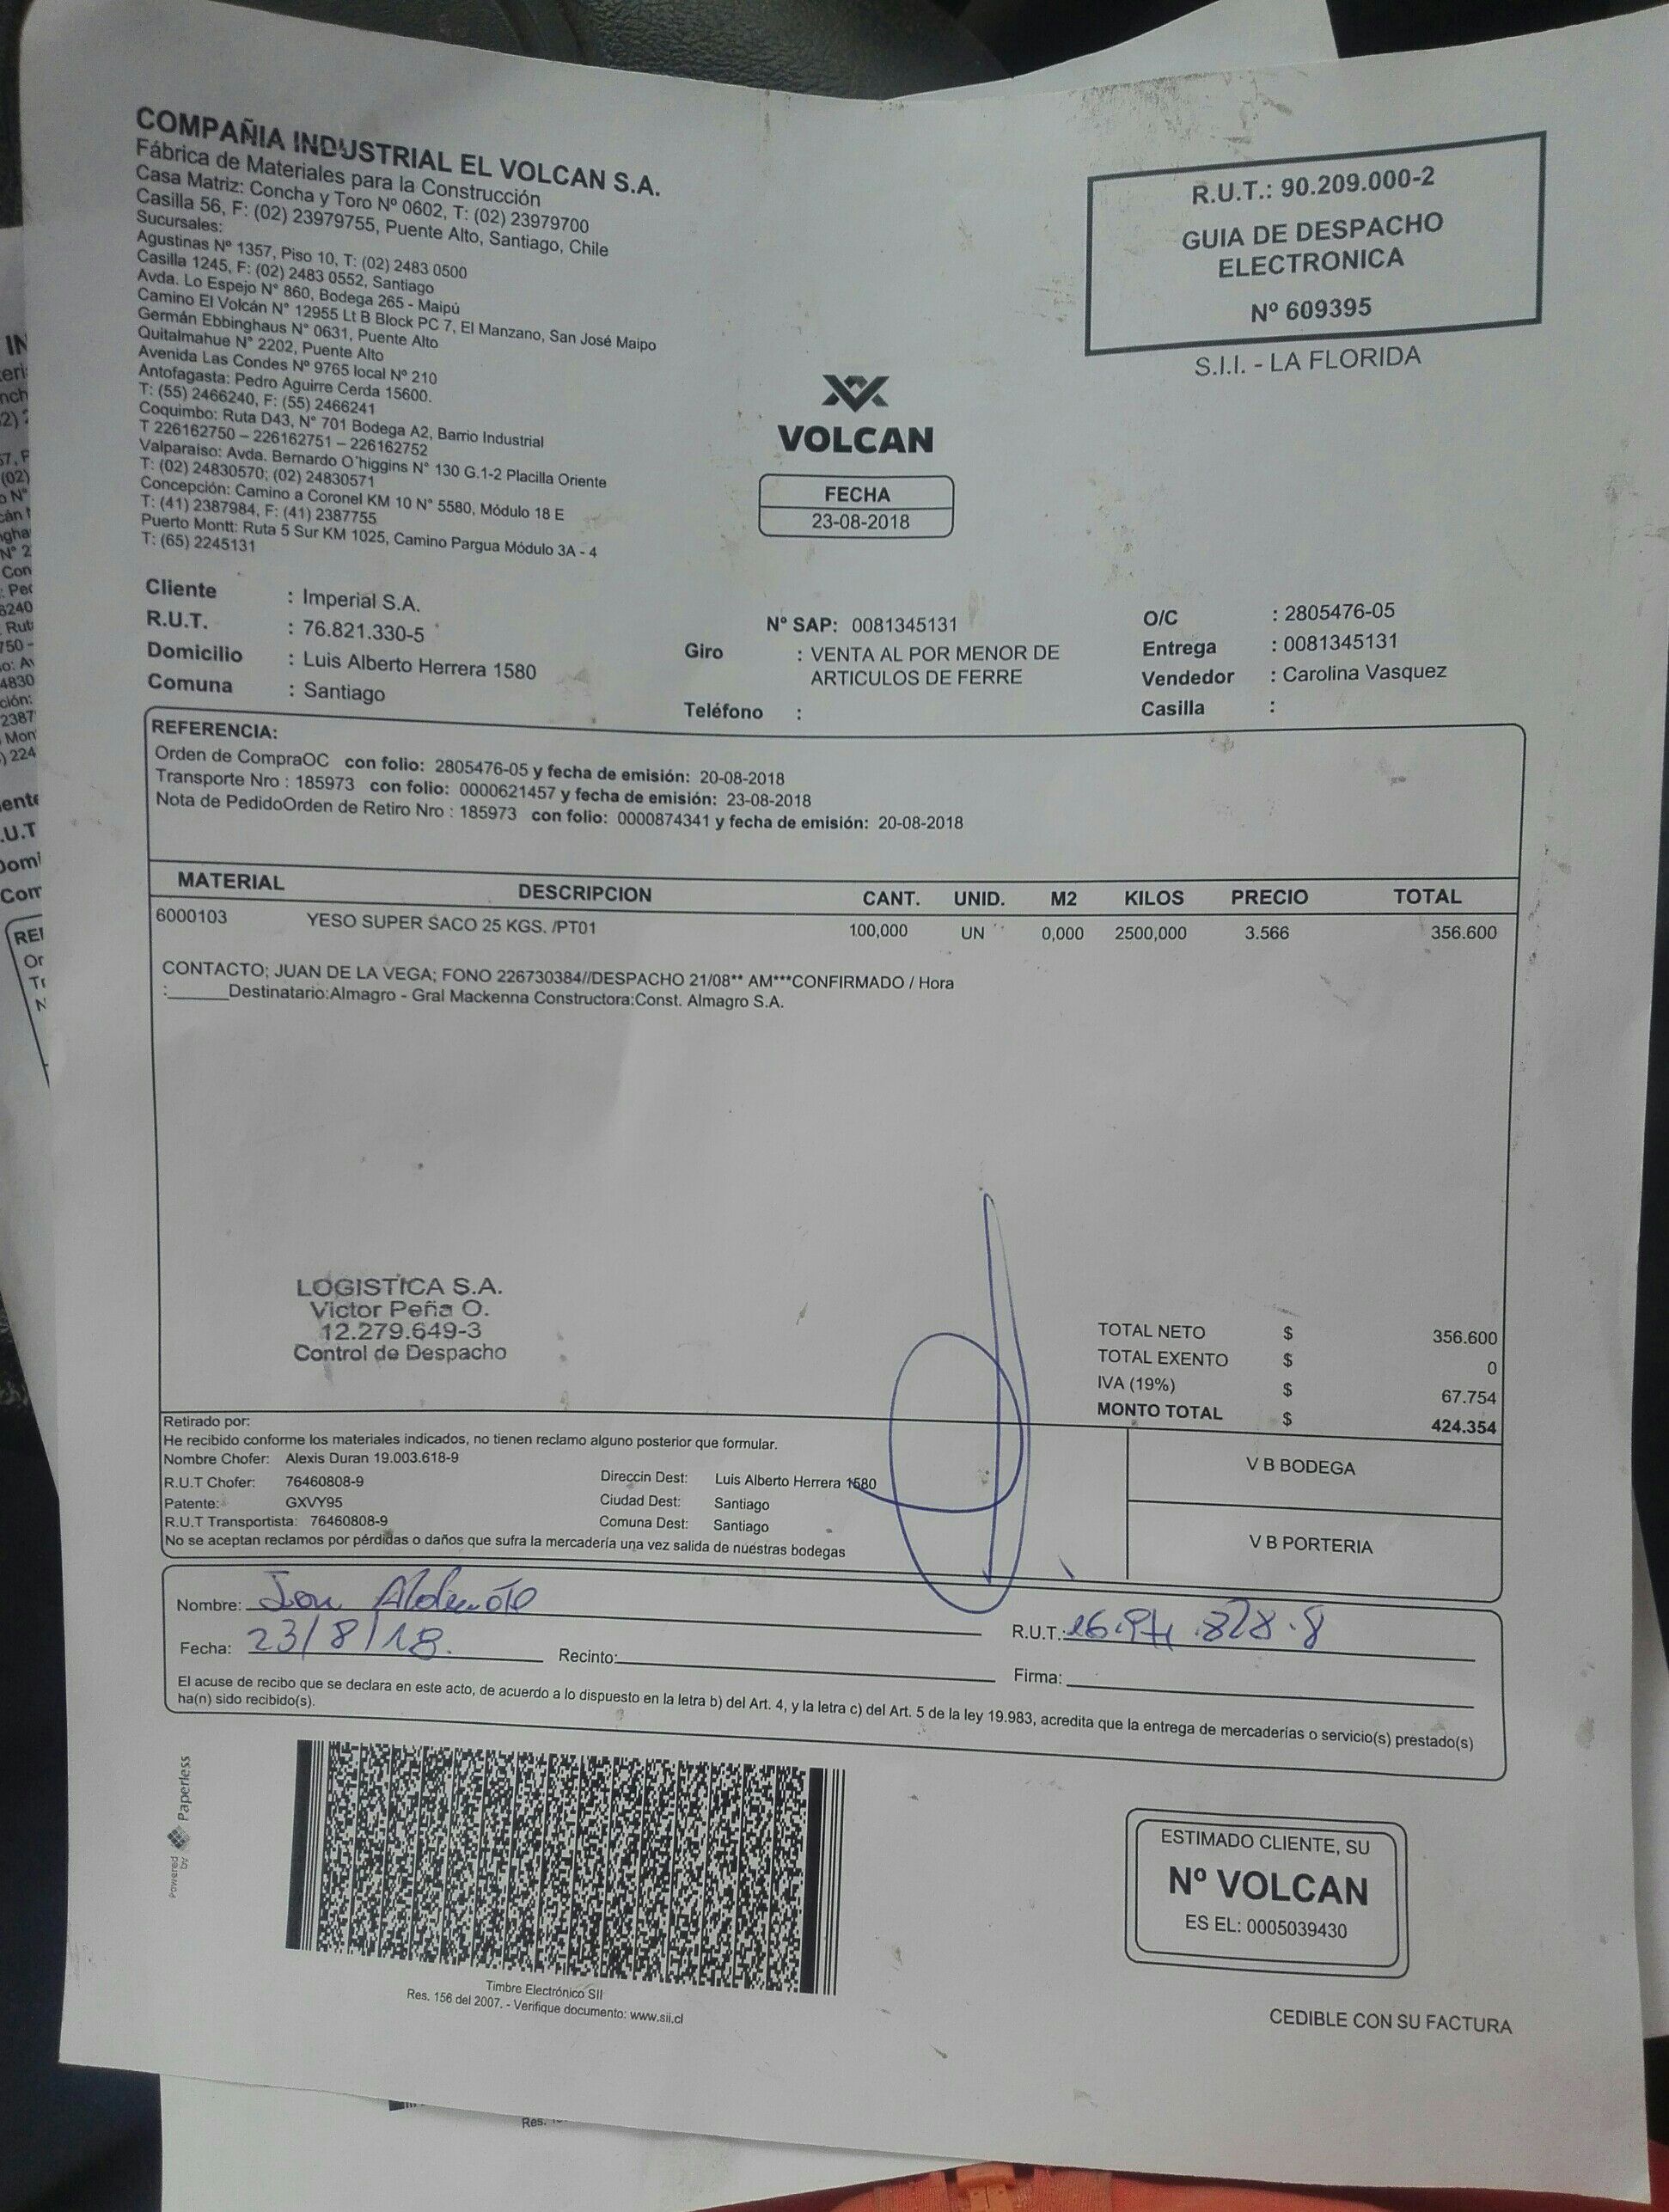 COMPAÑIA INDUSTRIAL EL VOLCAN S.A.
Fábrica de Materiales para la Construcción
Casa Matriz: Concha y Toro Nº 0602, T: (02) 23979700
Casilla 56, F: (02) 23979755, Puente Alto, Santiago, Chile
Sucursales:
Agustinas Nº 1357, Piso 10, T: (02) 2483 0500
Casilla 1245, F: (02) 2483 0552, Santiago
Avda. Lo Espejo N° 860, Bodega 265 - Maipú
Camino El Volcán N° 12955 Lt B Block PC 7, El Manzano, San José Maipo
Germán Ebbinghaus N° 0631, Puente Alto
Quitalmahue N° 2202, Puente Alto
Avenida Las Condes Nº 9765 local Nº 210
Antofagasta: Pedro Aguirre Cerda 15600.
T: (55) 2466240, F: (55) 2466241
Coquimbo: Ruta D43, N° 701 Bodega A2, Barrio Industrial
T 226162750 – 226162751 – 226162752
Valparaiso: Avda. Bernardo O´higgins N° 130 G.1-2 Placilla Oriente
T: (02) 24830570; (02) 24830571
Concepción: Camino a Coronel KM 10 N° 5580, Módulo 18 E
T: (41) 2387984, F: (41) 2387755
Puerto Montt: Ruta 5 Sur KM 1025, Camino Pargua Módulo 3A - 4
T: (65) 2245131
R.U.T.: 90.209.000-2
GUIA DE DESPACHO
ELECTRONICA
Nº 609395
S.I.I. - LA FLORIDA
VOLCAN
FECHA
23-08-2018
Cliente : Imperial S.A.
R.U.T. : 76.821.330-5
Domicilio : Luis Alberto Herrera 1580
Comuna : Santiago
N° SAP: 0081345131
Giro : VENTA AL POR MENOR DE
ARTICULOS DE FERRE
Teléfono :
O/C : 2805476-05
Entrega : 0081345131
Vendedor : Carolina Vasquez
Casilla :
REFERENCIA:
Orden de CompraOC con folio: 2805476-05 y fecha de emisión: 20-08-2018
Transporte Nro : 185973 con folio: 0000621457 y fecha de emisión: 23-08-2018
Nota de PedidoOrden de Retiro Nro : 185973 con folio: 0000874341 y fecha de emisión: 20-08-2018
MATERIAL DESCRIPCION CANT. UNID. M2 KILOS PRECIO TOTAL
6000103 YESO SUPER SACO 25 KGS. /PT01 100,000 UN 0,000 2500,000 3.566 356.600
CONTACTO; JUAN DE LA VEGA; FONO 226730384//DESPACHO 21/08** AM***CONFIRMADO / Hora
:______Destinatario:Almagro - Gral Mackenna Constructora:Const. Almagro S.A.
LOGISTICA S.A.
Victor Peña O.
12.279.649-3
Control de Despacho
TOTAL NETO $ 356.600
TOTAL EXENTO $ 0
IVA (19%) $ 67.754
MONTO TOTAL $ 424.354
Retirado por:
He recibido conforme los materiales indicados, no tienen reclamo alguno posterior que formular.
Nombre Chofer: Alexis Duran 19.003.618-9
R.U.T Chofer: 76460808-9
Patente: GXVY95
R.U.T Transportista: 76460808-9
Direccin Dest: Luis Alberto Herrera 1580
Ciudad Dest: Santiago
Comuna Dest: Santiago
No se aceptan reclamos por pérdidas o daños que sufra la mercadería una vez salida de nuestras bodegas
V B BODEGA
V B PORTERIA
Nombre:
R.U.T.:
Fecha: 23/8/18.
Recinto:
Firma:
El acuse de recibo que se declara en este acto, de acuerdo a lo dispuesto en la letra b) del Art. 4, y la letra c) del Art. 5 de la ley 19.983, acredita que la entrega de mercaderías o servicio(s) prestado(s)
ha(n) sido recibido(s).
Powered by Paperless
Timbre Electrónico SII
Res. 156 del 2007. - Verifique documento: www.sii.cl
ESTIMADO CLIENTE, SU
Nº VOLCAN
ES EL: 0005039430
CEDIBLE CON SU FACTURA